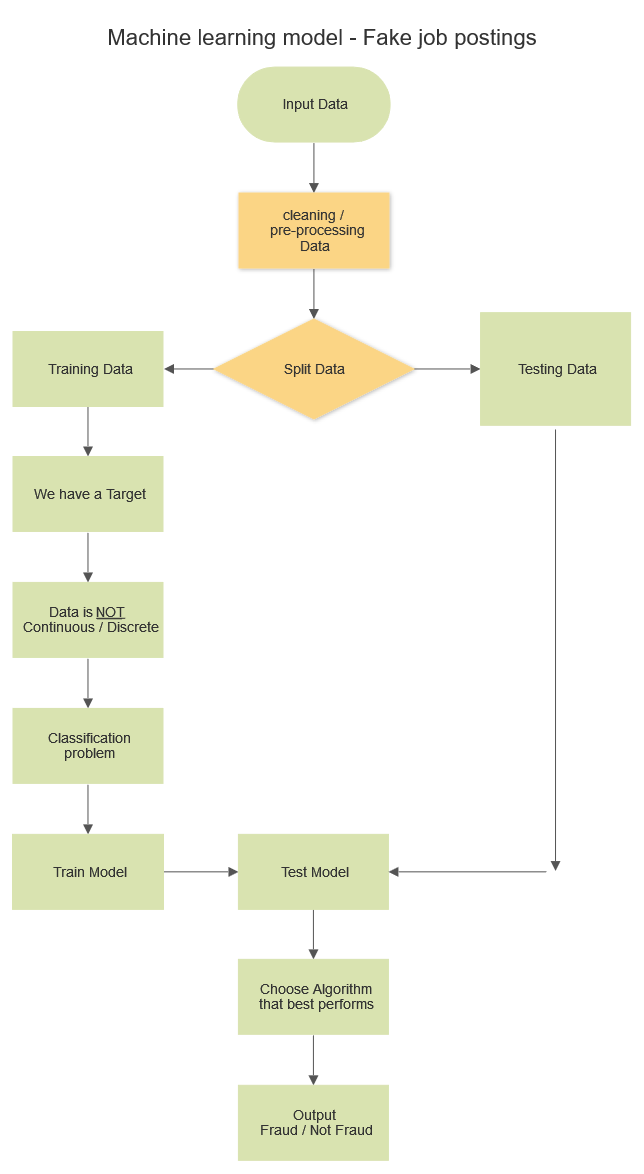 Machine learning model - Fake job postings
Input Data
cleaning /
pre-processing
Data
Split Data
Training Data
Testing Data
We have a Target
Data is NOT
Continuous / Discrete
Classification
problem
Train Model
Test Model
Choose Algorithm
that best performs
Output
Fraud / Not Fraud